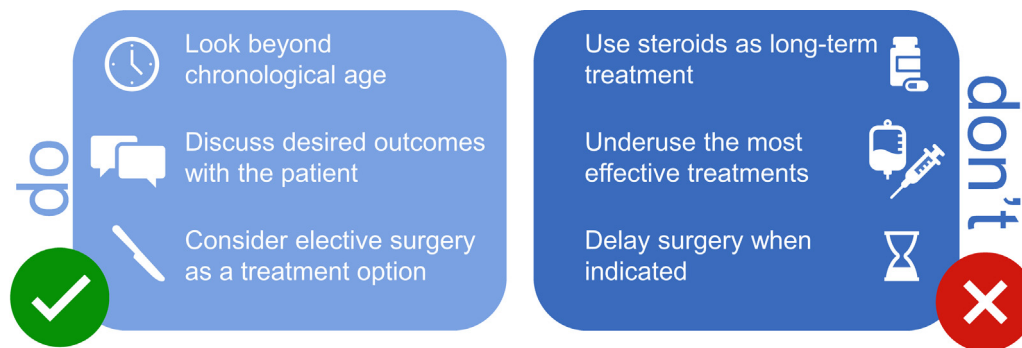 do
Look beyond
chronological age
Discuss desired outcomes
with the patient
Consider elective surgery
as a treatment option
don't
Use steroids as long-term
treatment
Underuse the most
effective treatments
Delay surgery when
indicated